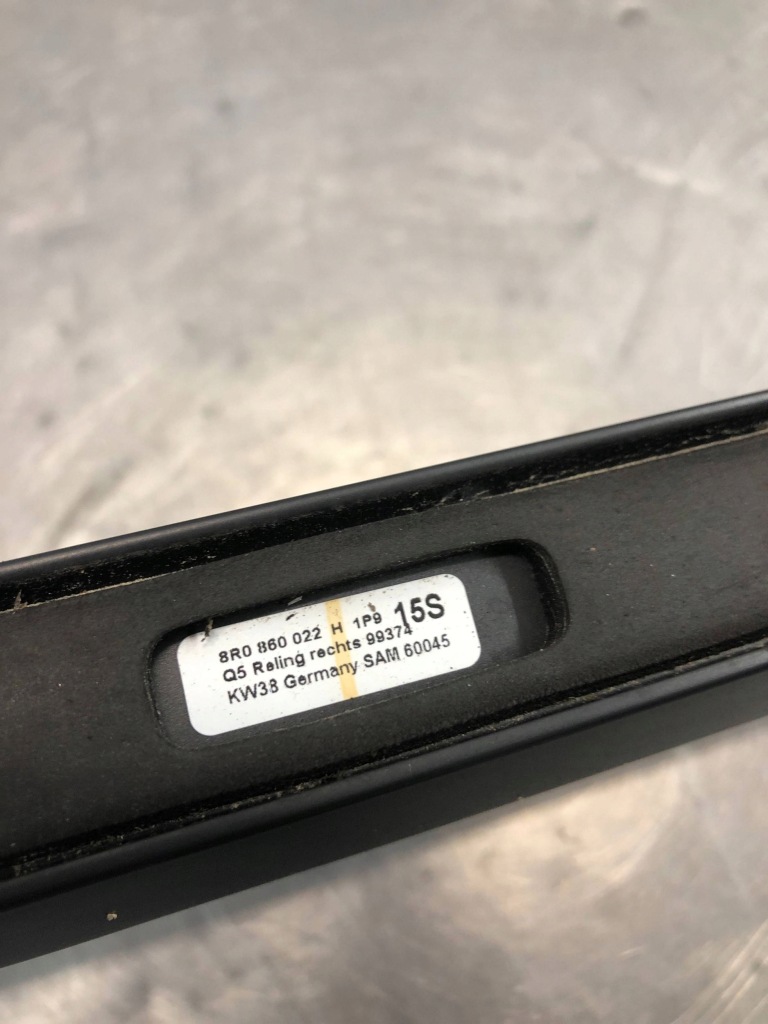 8R0 860 022 H 1P9 15S
Q5 Reling rechts 99374
KW38 Germany SAM 60045